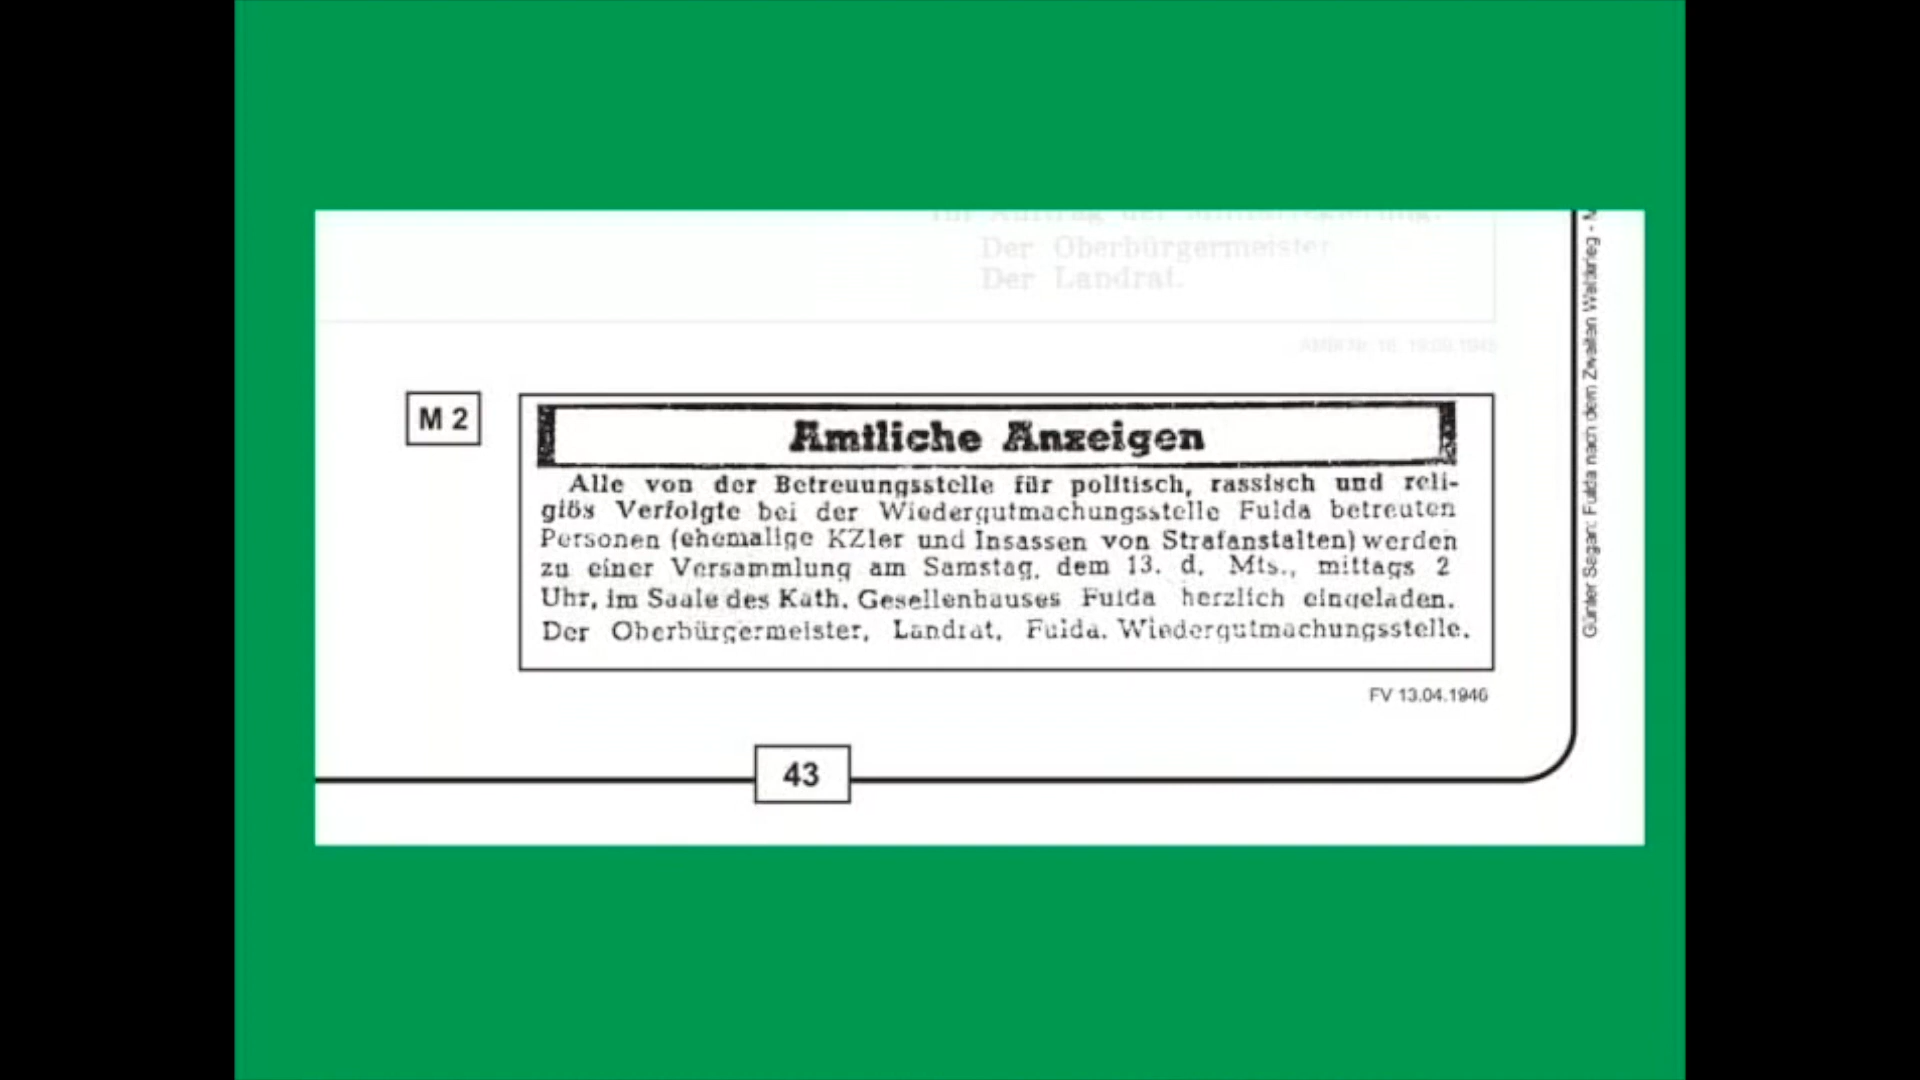 Der Oberbürgermeister
Der Landrat.
M 2
Amtliche Anzeigen
Alle von der Betreuungsstelle für politisch, rassisch und reli-
giös Verfolgte bei der Wiedergutmachungsstelle Fulda betreuten
Personen (ehemalige KZler und Insassen von Strafanstalten) werden
zu einer Versammlung am Samstag, dem 13. d. Mts., mittags 2
Uhr, im Saale des Kath. Gesellenhauses Fulda herzlich eingeladen.
Der Oberbürgermeister, Landrat, Fulda. Wiedergutmachungsstelle.
FV 13.04.1946
43
Fulda nach dem Zweiten Weltkrieg -